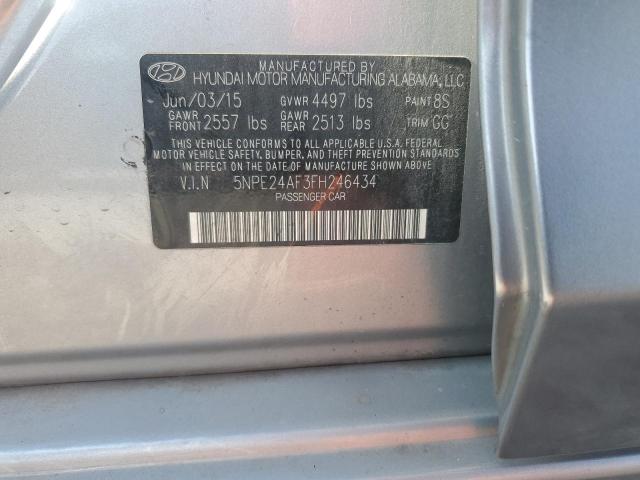 MANUFACTURED BY
HYUNDAI MOTOR MANUFACTURING ALABAMA, LLC
Jun/03/15 GVWR 4497 lbs PAINT 8S
GAWR FRONT 2557 lbs GAWR REAR 2513 lbs TRIM GG
THIS VEHICLE CONFORMS TO ALL APPLICABLE U.S.A. FEDERAL
MOTOR VEHICLE SAFETY, BUMPER, AND THEFT PREVENTION
STANDARDS IN EFFECT ON THE DATE OF MANUFACTURE SHOWN ABOVE.
V.I.N 5NPE24AF3FH246434
PASSENGER CAR